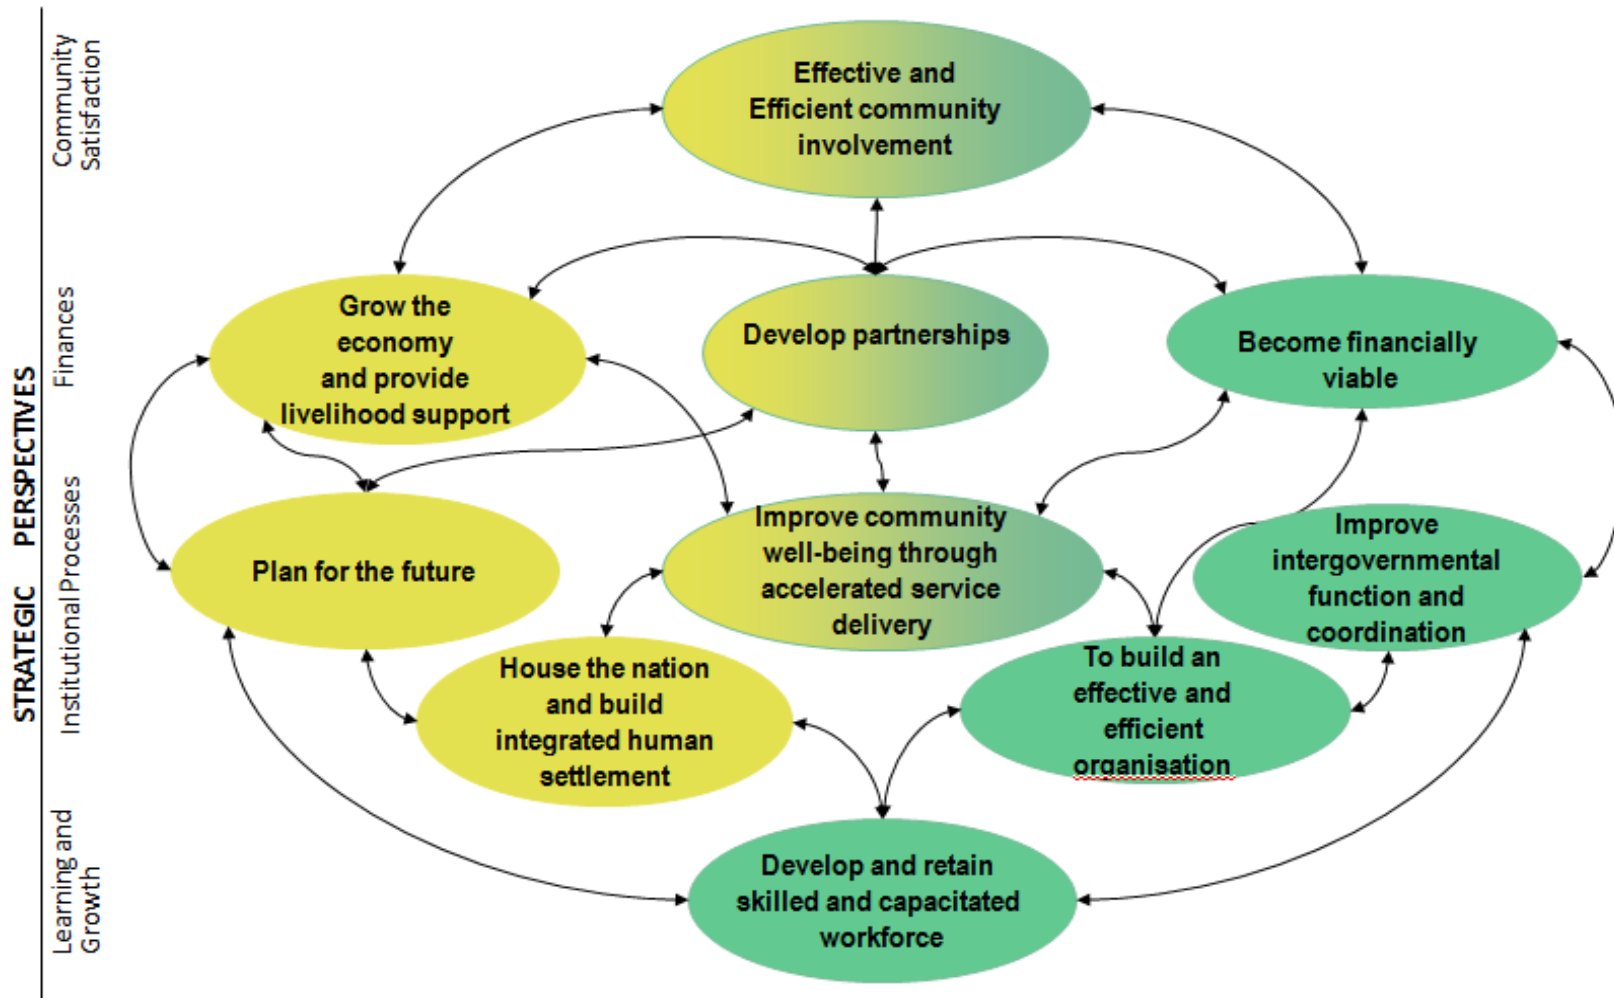 STRATEGIC PERSPECTIVES
Community
Satisfaction
Effective and
Efficient community
involvement
Finances
Grow the
economy
and provide
livelihood support
Develop partnerships
Become financially
viable
Institutional Processes
Plan for the future
Improve community
well-being through
accelerated service
delivery
Improve
intergovernmental
function and
coordination
House the nation
and build
integrated human
settlement
To build an
effective and
efficient
organisation
Learning and
Growth
Develop and retain
skilled and capacitated
workforce